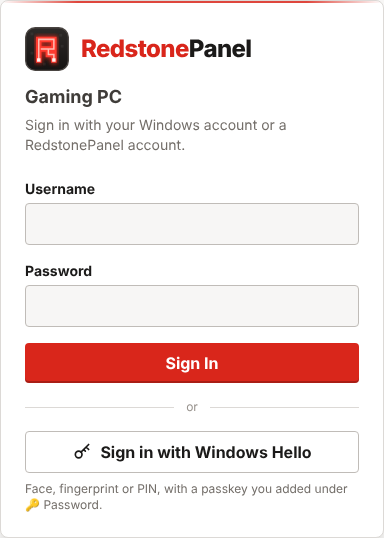 RedstonePanel
Gaming PC
Sign in with your Windows account or a
RedstonePanel account.
Username
Password
Sign In
or
Sign in with Windows Hello
Face, fingerprint or PIN, with a passkey you added under
🔑 Password.